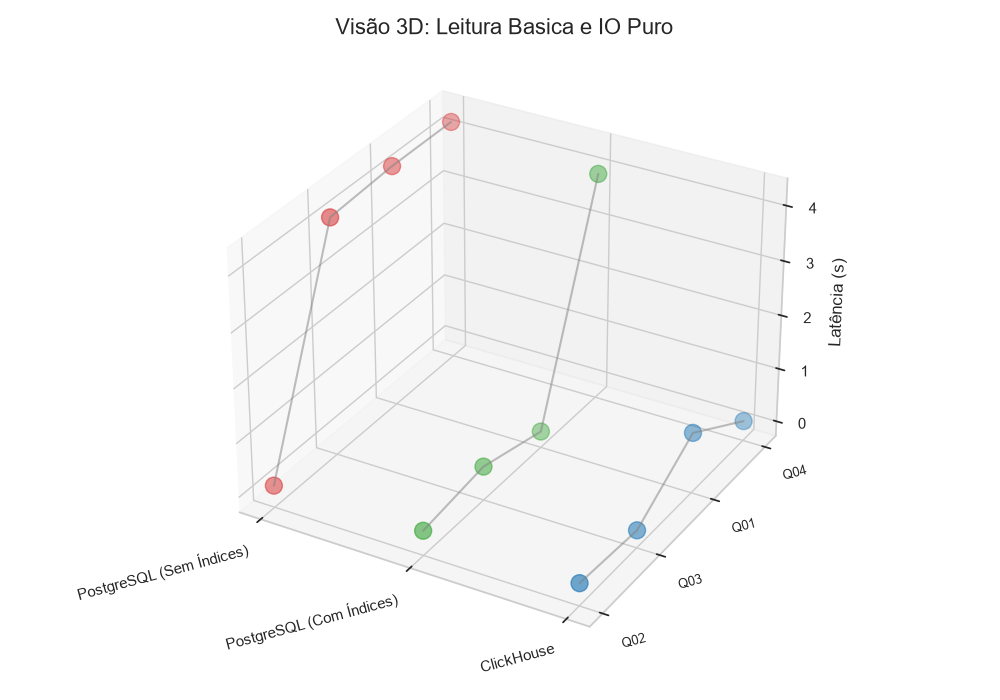 Visão 3D: Leitura Basica e IO Puro
4
3
2
1
0
Latência (s)
Q04
Q01
Q03
Q02
PostgreSQL (Sem Índices)
PostgreSQL (Com Índices)
ClickHouse